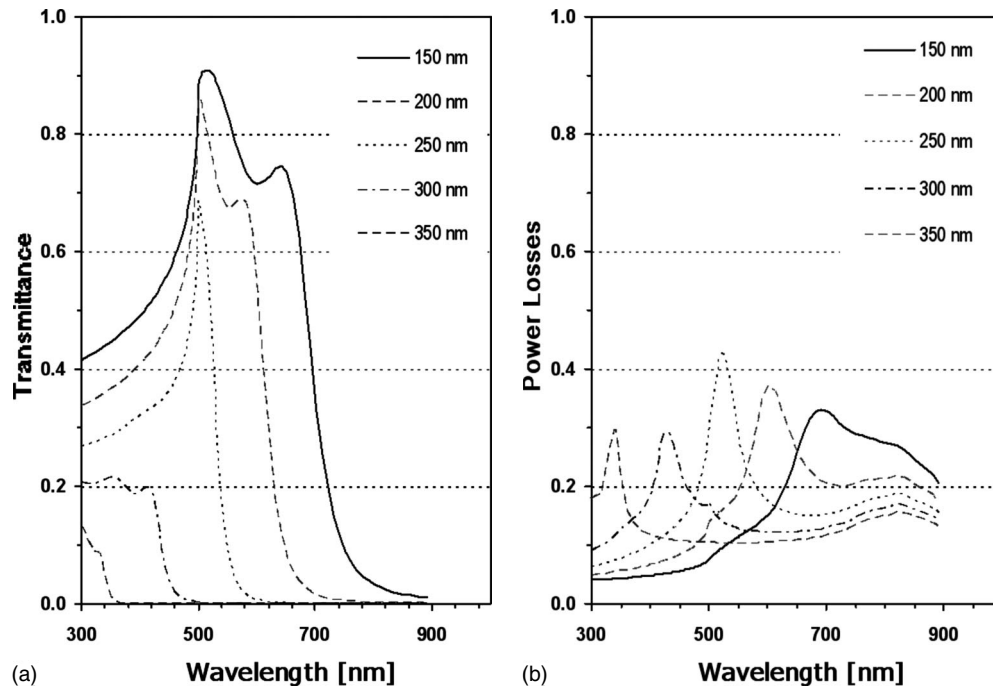 1.0
0.8
0.6
0.4
0.2
0.0
Transmittance
150 nm
200 nm
250 nm
300 nm
350 nm
300
500
700
900
Wavelength [nm]
(a)
1.0
0.8
0.6
0.4
0.2
0.0
Power Losses
150 nm
200 nm
250 nm
300 nm
350 nm
300
500
700
900
Wavelength [nm]
(b)